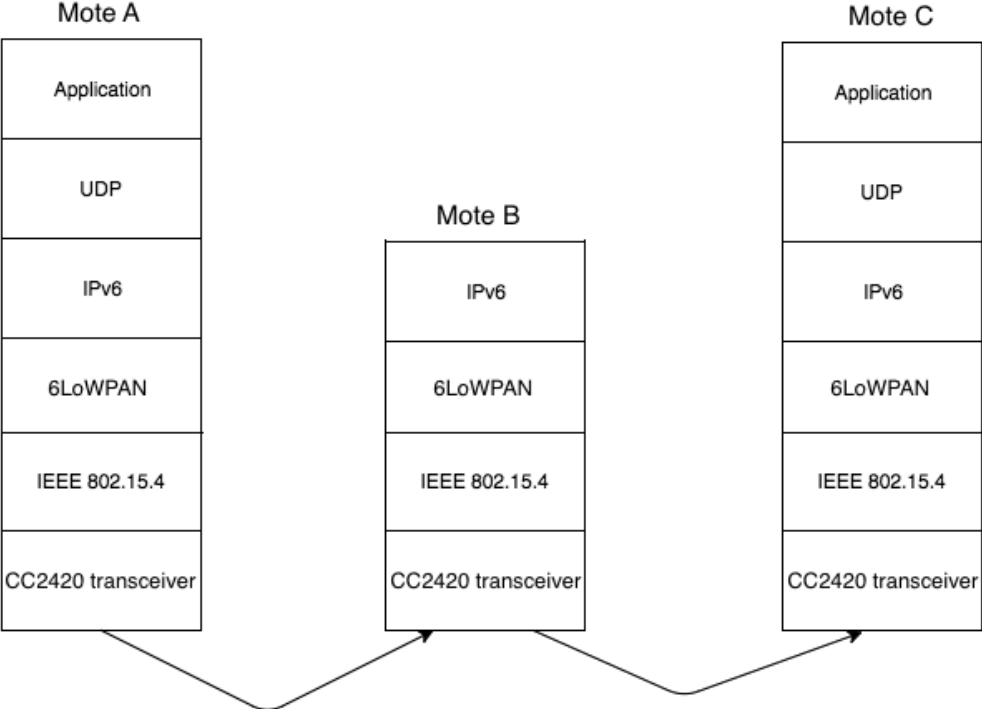 Mote A
Application
UDP
IPv6
6LoWPAN
IEEE 802.15.4
CC2420 transceiver
Mote B
IPv6
6LoWPAN
IEEE 802.15.4
CC2420 transceiver
Mote C
Application
UDP
IPv6
6LoWPAN
IEEE 802.15.4
CC2420 transceiver